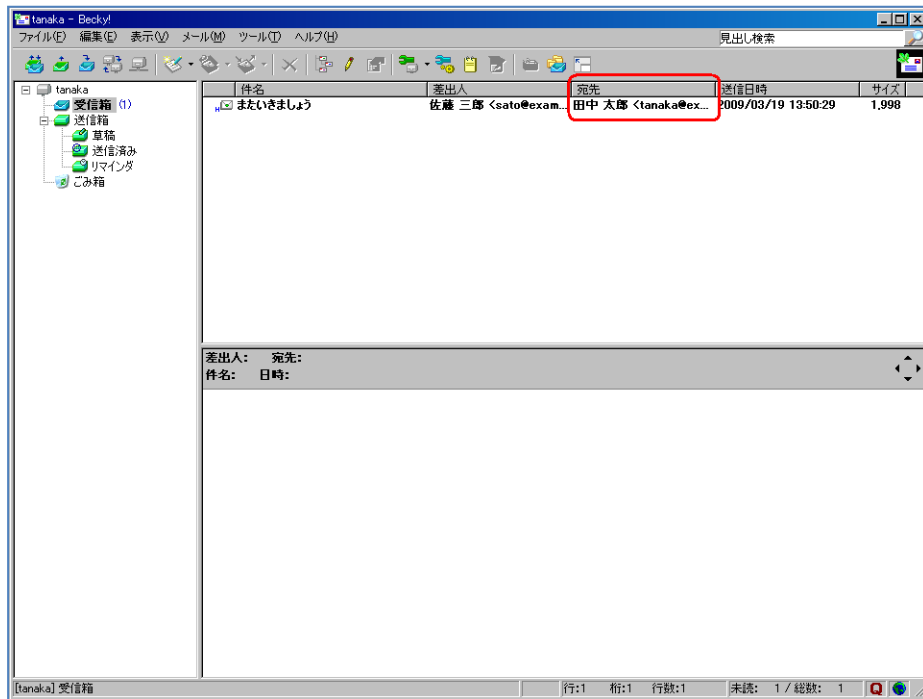 tanaka - Becky!
ファイル(F) 編集(E) 表示(V) メール(M) ツール(T) ヘルプ(H) 見出し検索
tanaka
受信箱 (1)
送信箱
草稿
送信済み
リマインダ
ごみ箱
件名 差出人 宛先 送信日時 サイズ
またいきましょう 佐藤 三郎 <sato@exam... 田中 太郎 <tanaka@ex... 2009/03/19 13:50:29 1,998
差出人: 宛先:
件名: 日時:
[tanaka] 受信箱 行:1 桁:1 行数:1 未読: 1 / 総数: 1